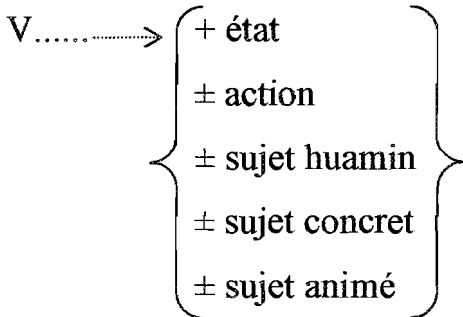 V......
+ état
± action
± sujet huamin
± sujet concret
± sujet animé